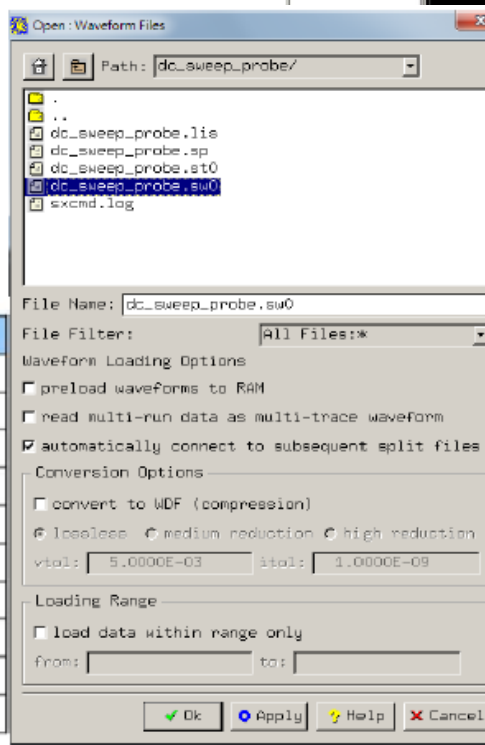 Open : Waveform Files
Path: dc_sweep_probe/
.
..
dc_sweep_probe.lis
dc_sweep_probe.sp
dc_sweep_probe.st0
dc_sweep_probe.sw0
sxcmd.log
File Name: dc_sweep_probe.sw0
File Filter: All Files:*
Waveform Loading Options
preload waveforms to RAM
read multi-run data as multi-trace waveform
automatically connect to subsequent split files
Conversion Options
convert to WDF (compression)
lossless medium reduction high reduction
vtol: 5.0000E-03 itol: 1.0000E-09
Loading Range
load data within range only
from: to:
Ok Apply Help Cancel